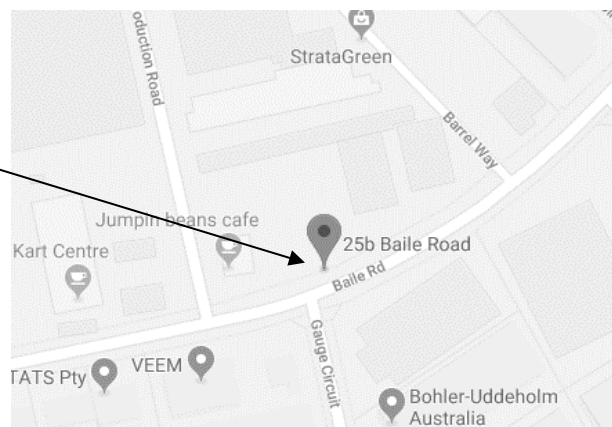 oduction Road
StrataGreen
Barrel Way
Jumpin beans cafe
Kart Centre
25b Baile Road
Baile Rd
Gauge Circuit
TATS Pty
VEEM
Bohler-Uddeholm
Australia